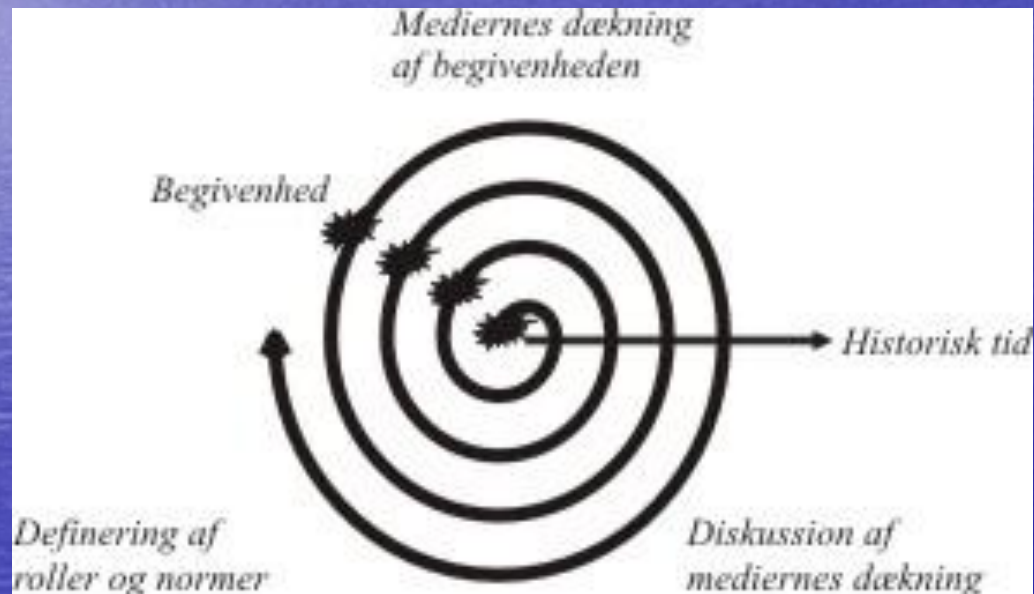 Mediernes dækning
af begivenheden
Begivenhed
Historisk tid
Definering af
roller og normer
Diskussion af
mediernes dækning